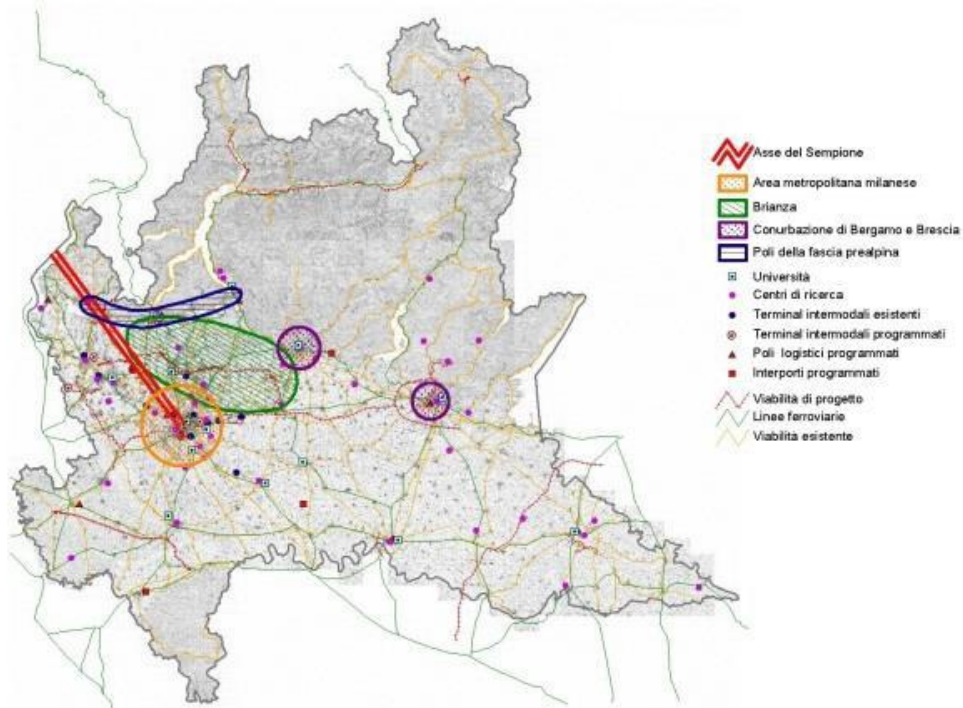 Asse del Sempione
Area metropolitana milanese
Brianza
Conurbazione di Bergamo e Brescia
Poli della fascia prealpina
Università
Centri di ricerca
Terminal intermodali esistenti
Terminal intermodali programmati
Poli logistici programmati
Interporti programmati
Viabilità di progetto
Linee ferroviarie
Viabilità esistente